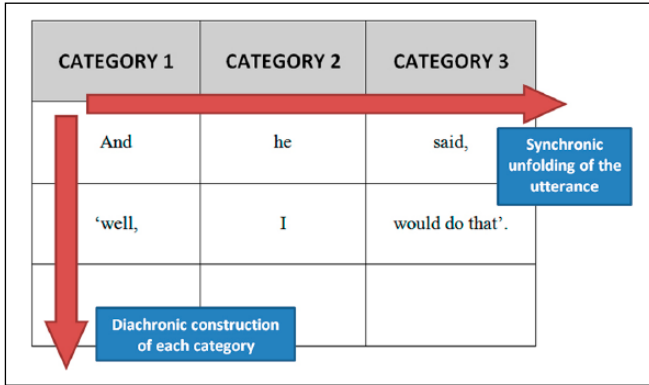 CATEGORY 1 CATEGORY 2 CATEGORY 3
And he said,
Synchronic
unfolding of the
utterance
‘well, I would do that’.
Diachronic construction
of each category